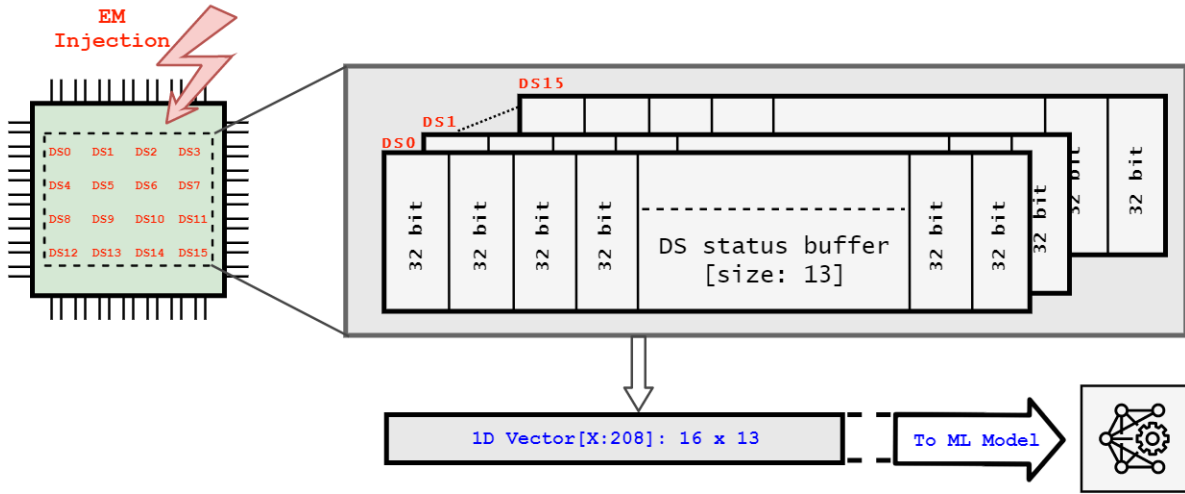 EM
Injection
DS0 DS1 DS2 DS3
DS4 DS5 DS6 DS7
DS8 DS9 DS10 DS11
DS12 DS13 DS14 DS15
DS15
DS1
DS0
32 bit
32 bit
32 bit
32 bit
DS status buffer
[size: 13]
32 bit
32 bit
32 bit
32 bit
32 bit
1D Vector[X:208]: 16 x 13
To ML Model